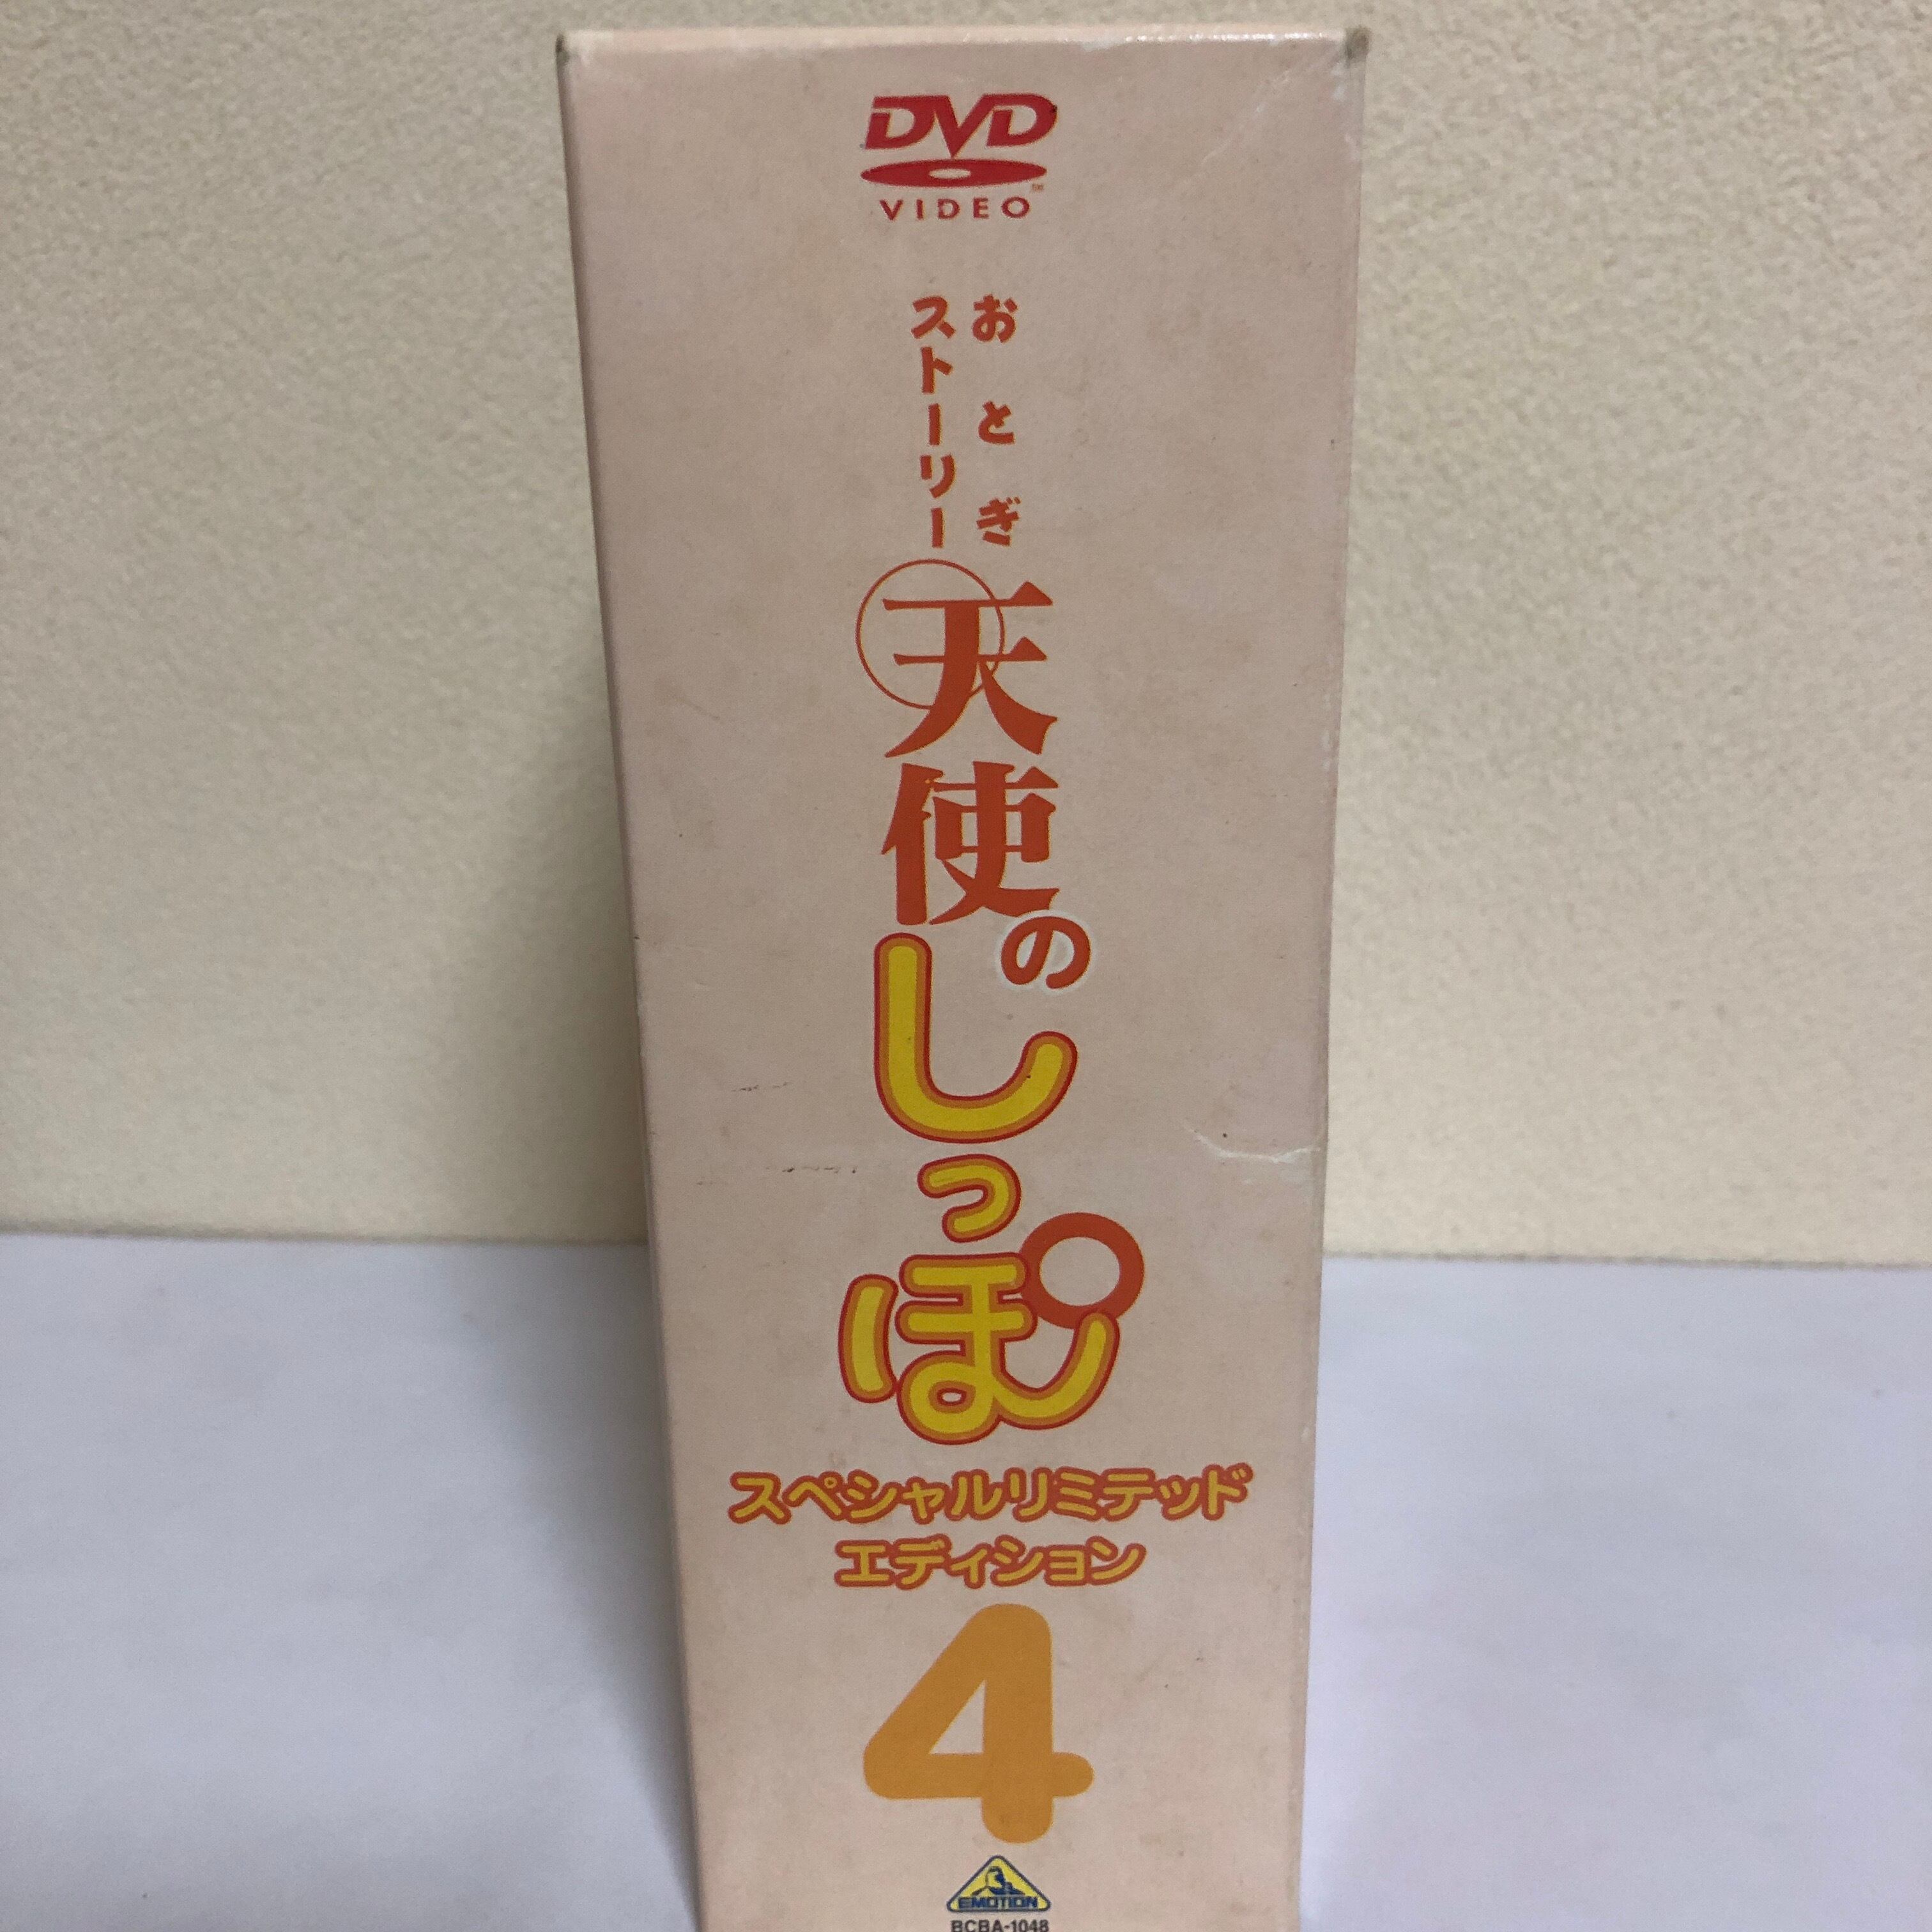 DVD
VIDEO
TM
おとぎ
ストーリー
天使の
しっぽ
スペシャルリミテッド
エディション
4
EMOTION
BCBA-1048